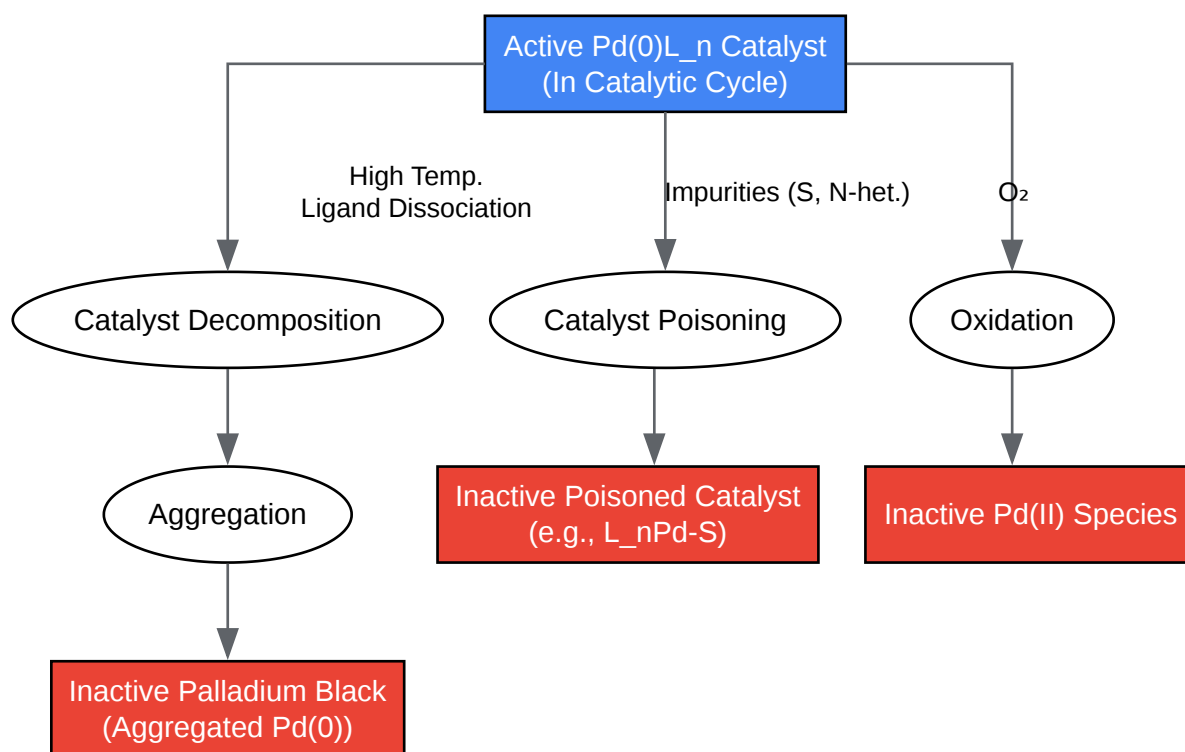 Active Pd(0)L_n Catalyst
(In Catalytic Cycle)
High Temp.
Ligand Dissociation
Impurities (S, N-het.)
O₂
Catalyst Decomposition
Catalyst Poisoning
Oxidation
Aggregation
Inactive Poisoned Catalyst
(e.g., L_nPd-S)
Inactive Pd(II) Species
Inactive Palladium Black
(Aggregated Pd(0))